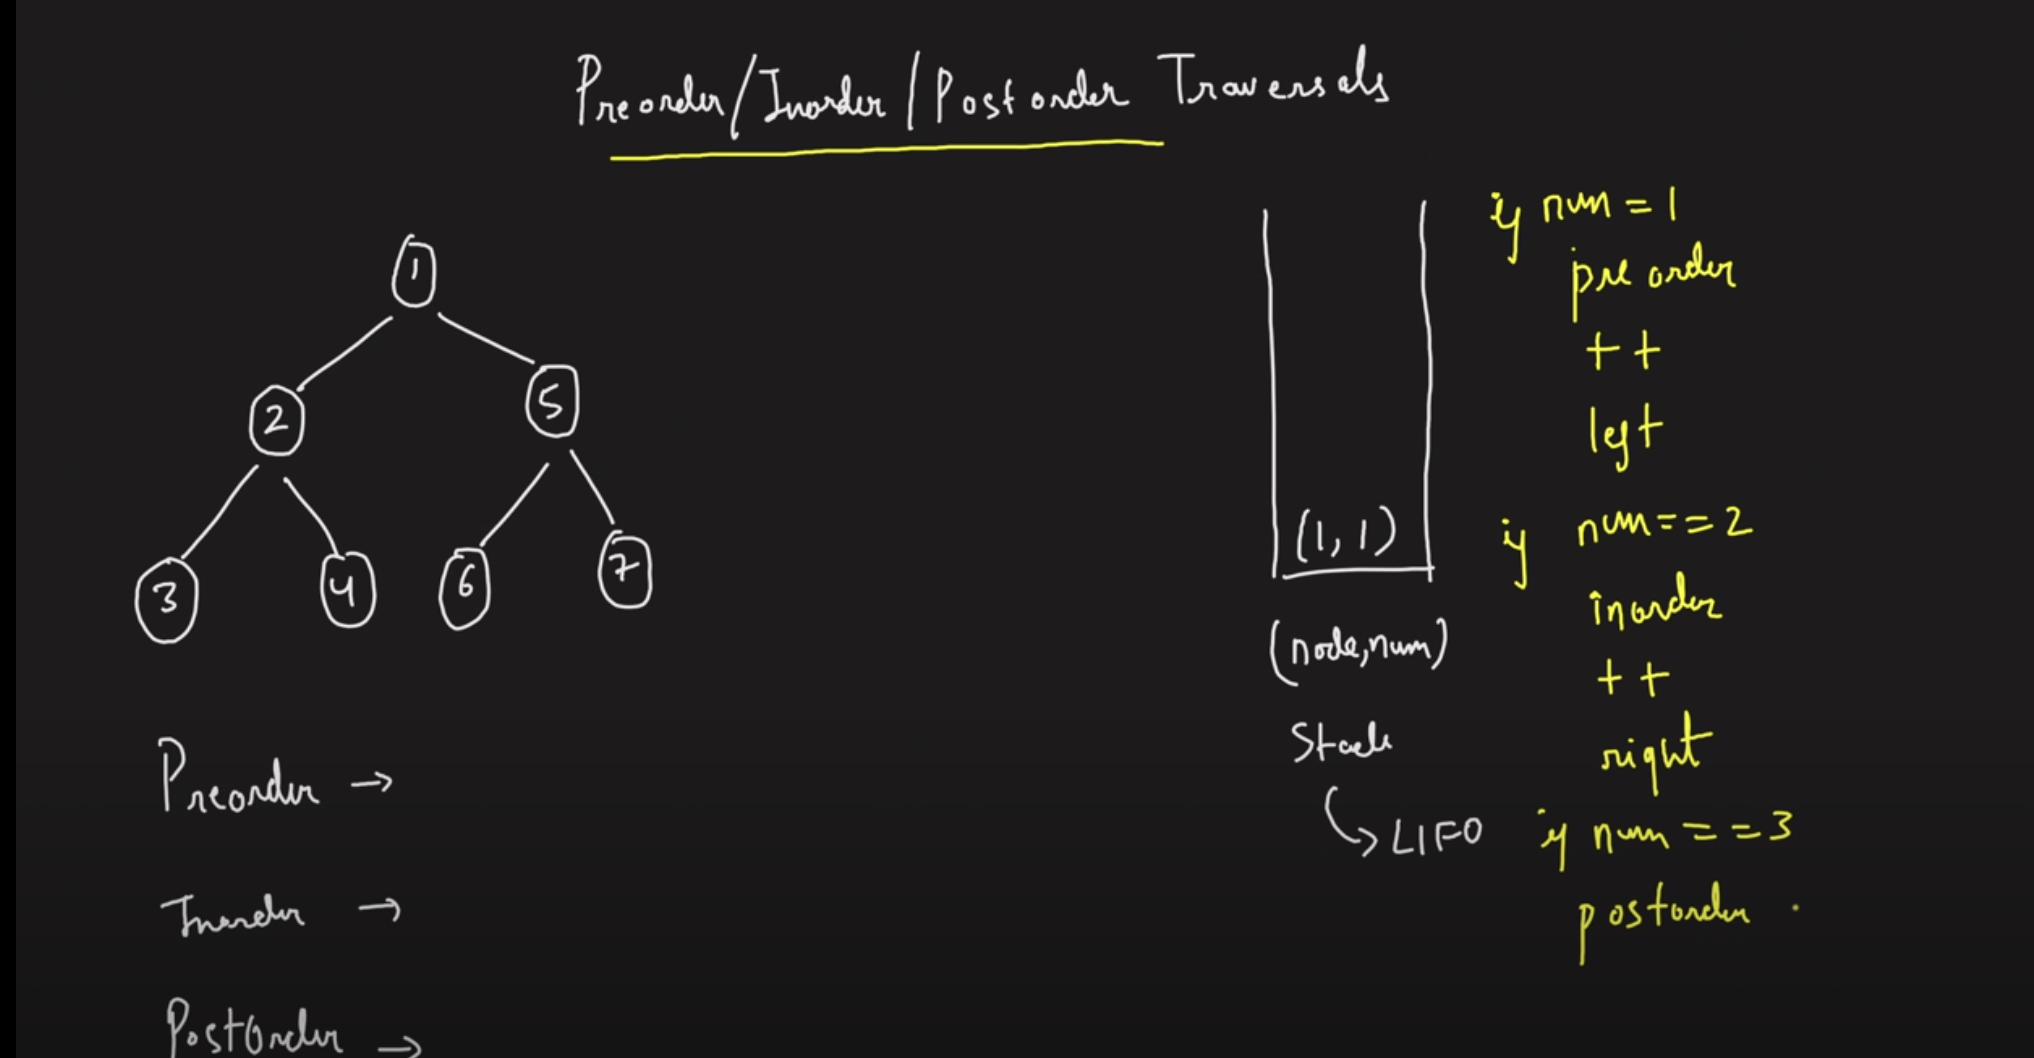 Preorder/Inorder/Postorder Traversals
1
2
5
3
4
6
7
(1, 1)
(node, num)
Stack
LIFO
if num = 1
preorder
++
left
if num == 2
inorder
++
right
if num == 3
postorder
Preorder →
Inorder →
PostOrder →